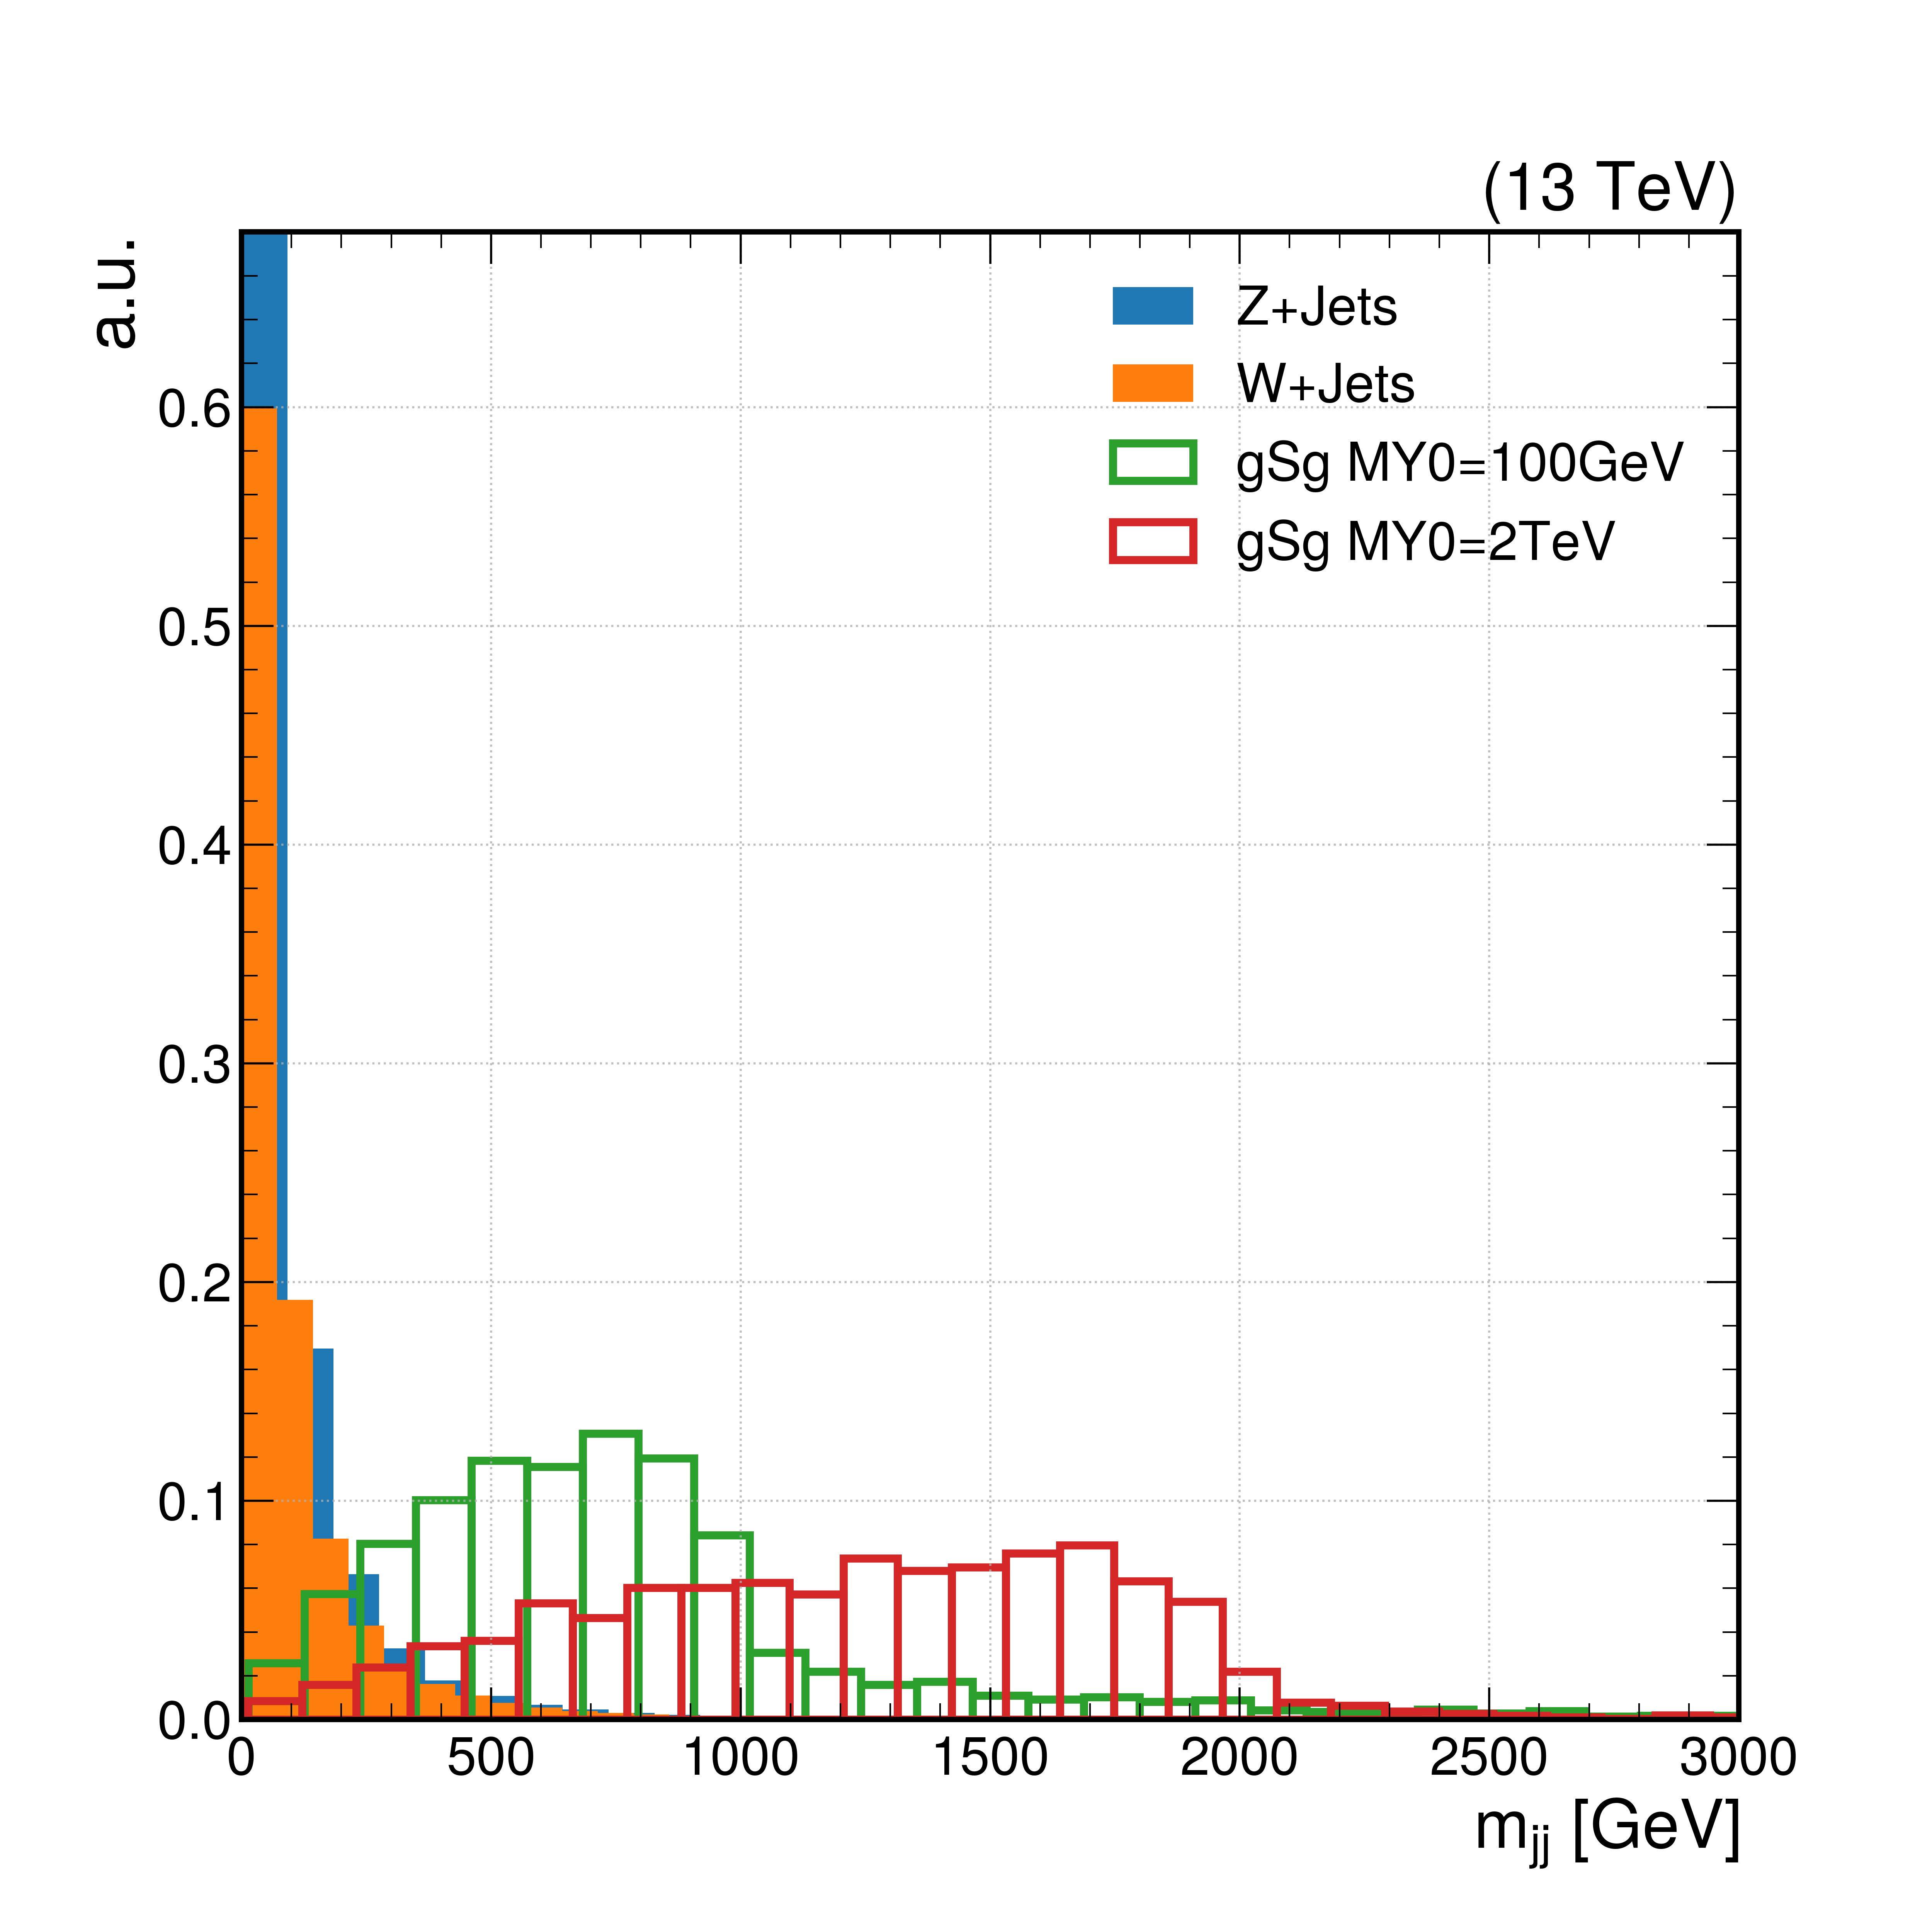 (13 TeV)
a.u.
Z+Jets
W+Jets
gSg MY0=100GeV
gSg MY0=2TeV
0.6
0.5
0.4
0.3
0.2
0.1
0.0
0 500 1000 1500 2000 2500 3000
m_jj [GeV]